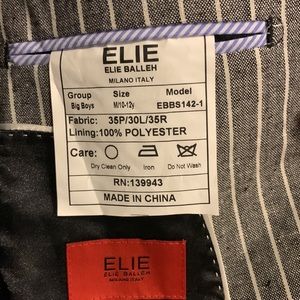 ELIE
ELIE BALLEH
MILANO ITALY
Group Size Model
Big Boys M/10-12y EBBS142-1
Fabric: 35P/30L/35R
Lining:100% POLYESTER
Care:
Dry Clean Only Iron Do Not Wash
RN:139943
MADE IN CHINA
ELIE
ELIE BALLEH
MILANO ITALY